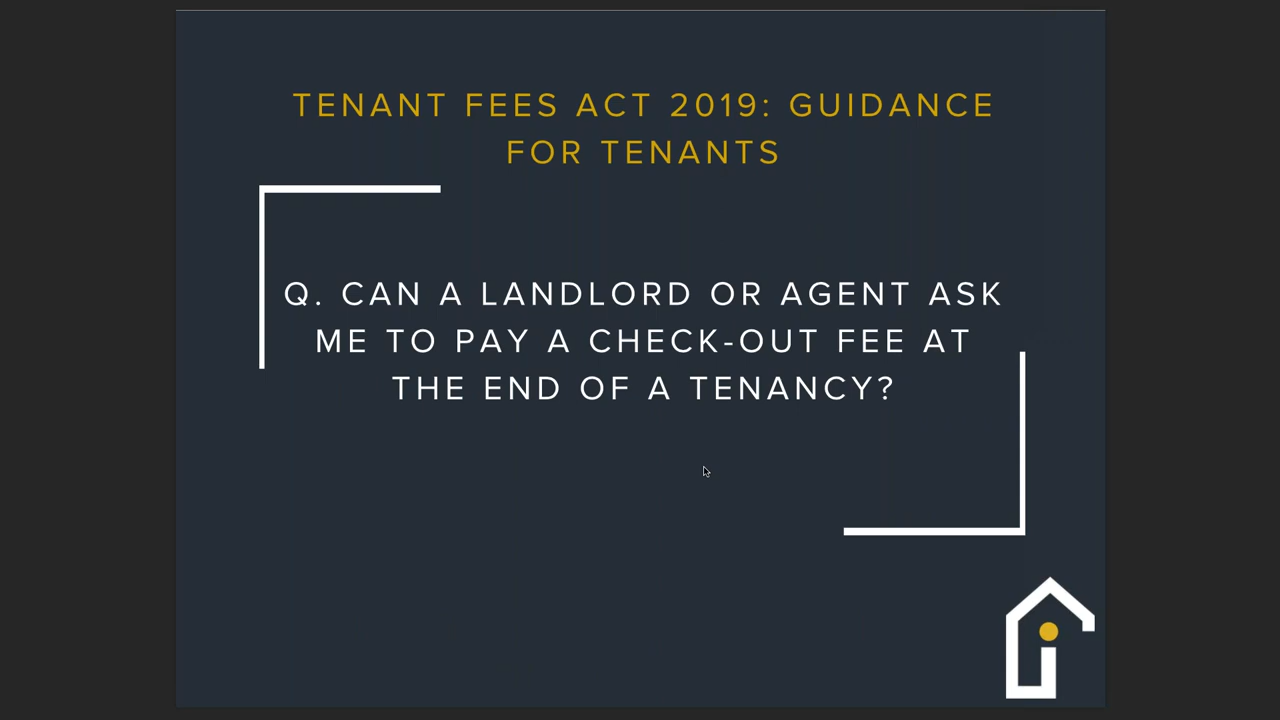 TENANT FEES ACT 2019: GUIDANCE
FOR TENANTS
Q. CAN A LANDLORD OR AGENT ASK
ME TO PAY A CHECK-OUT FEE AT
THE END OF A TENANCY?